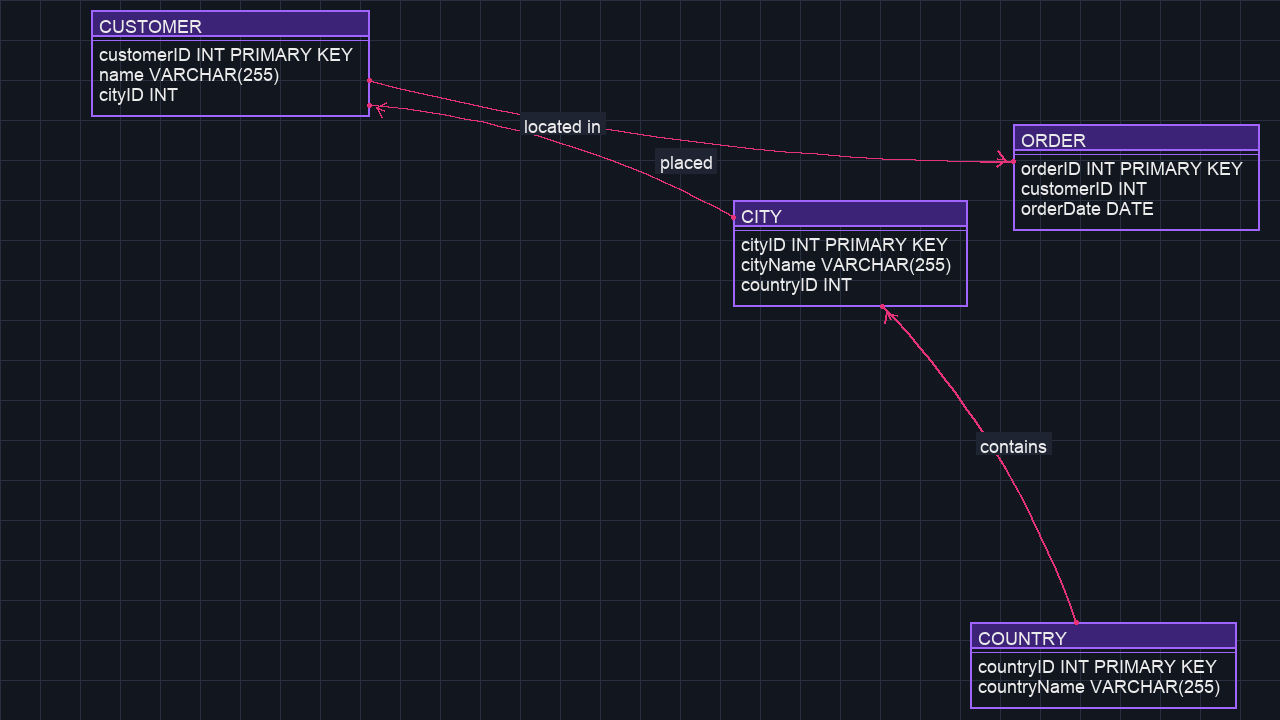 CUSTOMER
customerID INT PRIMARY KEY
name VARCHAR(255)
cityID INT
located in
placed
ORDER
orderID INT PRIMARY KEY
customerID INT
orderDate DATE
CITY
cityID INT PRIMARY KEY
cityName VARCHAR(255)
countryID INT
contains
COUNTRY
countryID INT PRIMARY KEY
countryName VARCHAR(255)